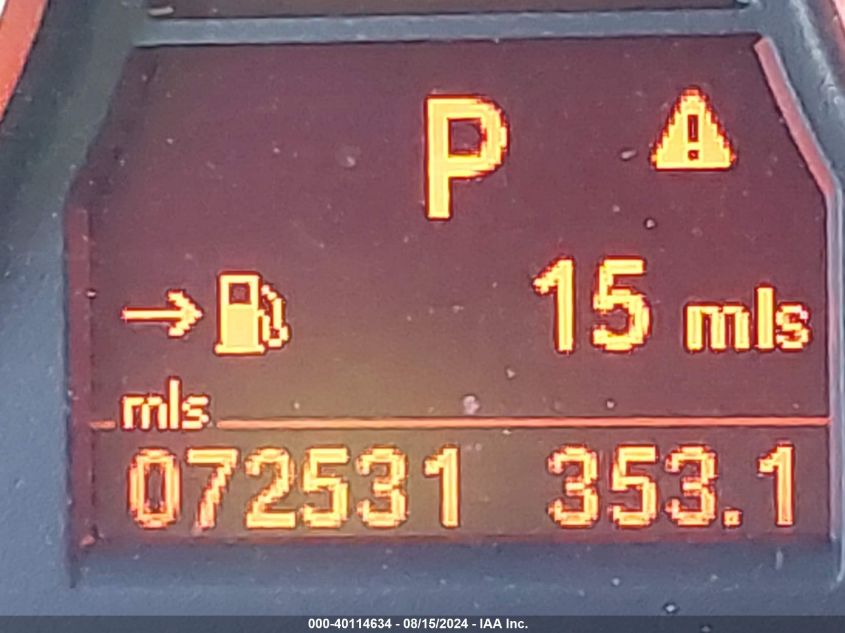 P
15 mls
mls
072531 353.1
000-40114634 - 08/15/2024 - IAA Inc.